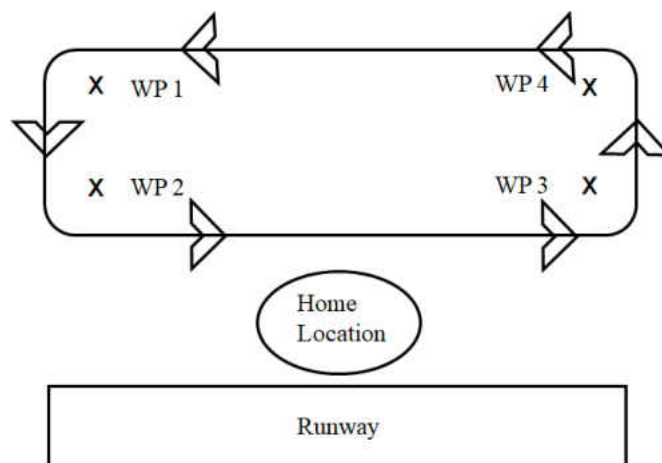 X WP 1
WP 4 X
X WP 2
WP 3 X
Home
Location
Runway